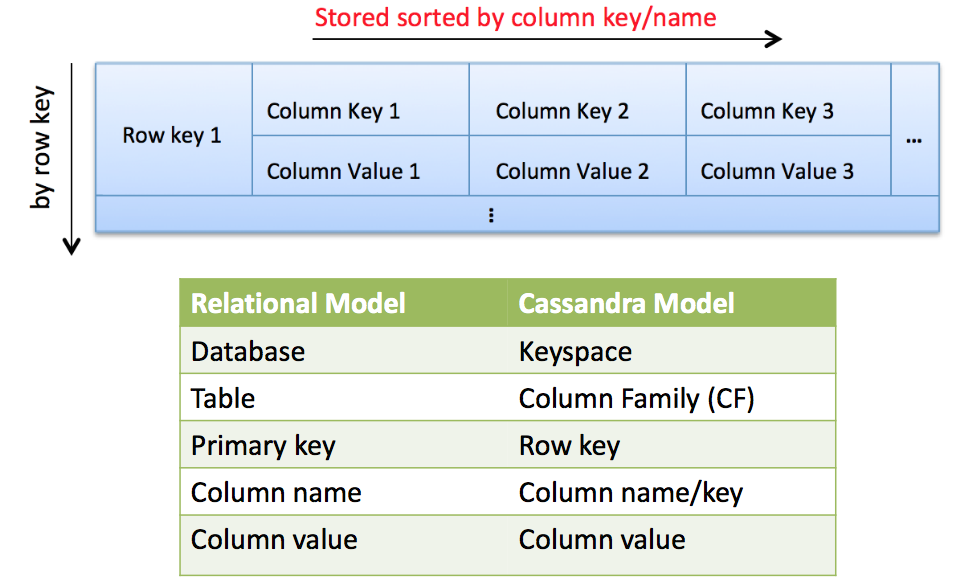 Stored sorted by column key/name
by row key
Row key 1
Column Key 1
Column Key 2
Column Key 3
...
Column Value 1
Column Value 2
Column Value 3
⋮
Relational Model Cassandra Model
Database Keyspace
Table Column Family (CF)
Primary key Row key
Column name Column name/key
Column value Column value